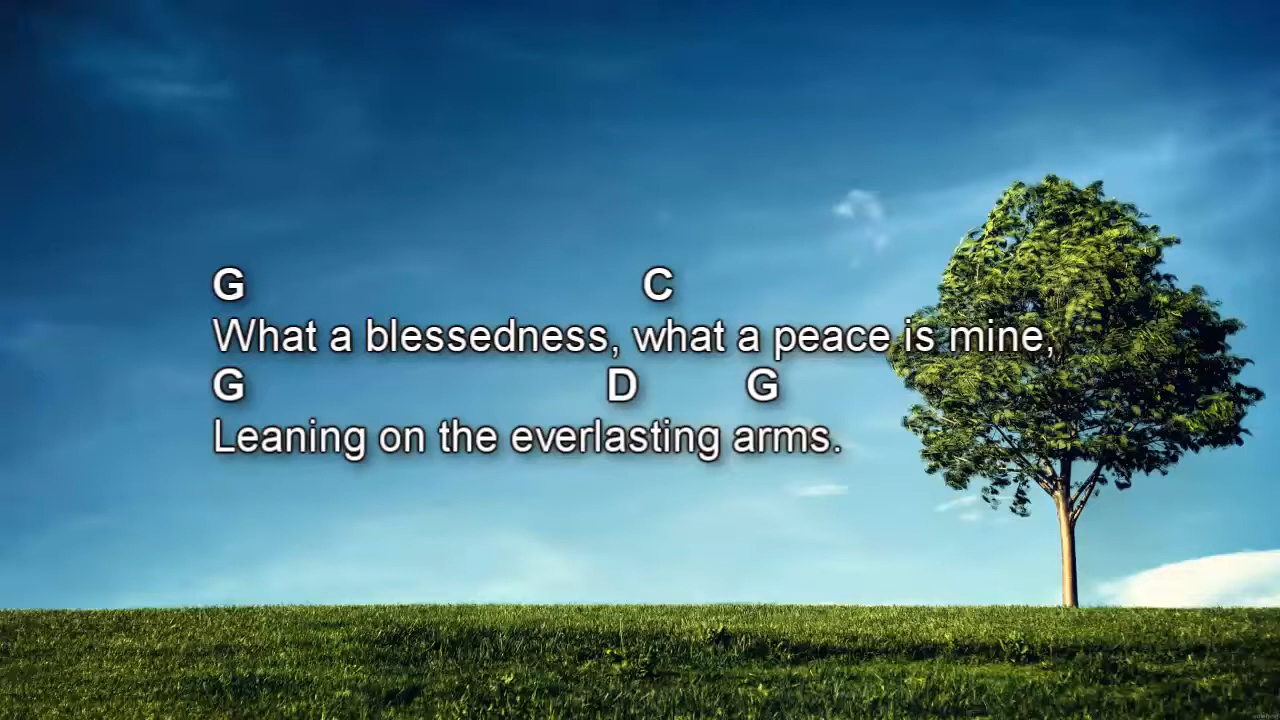 G C
What a blessedness, what a peace is mine,
G D G
Leaning on the everlasting arms.